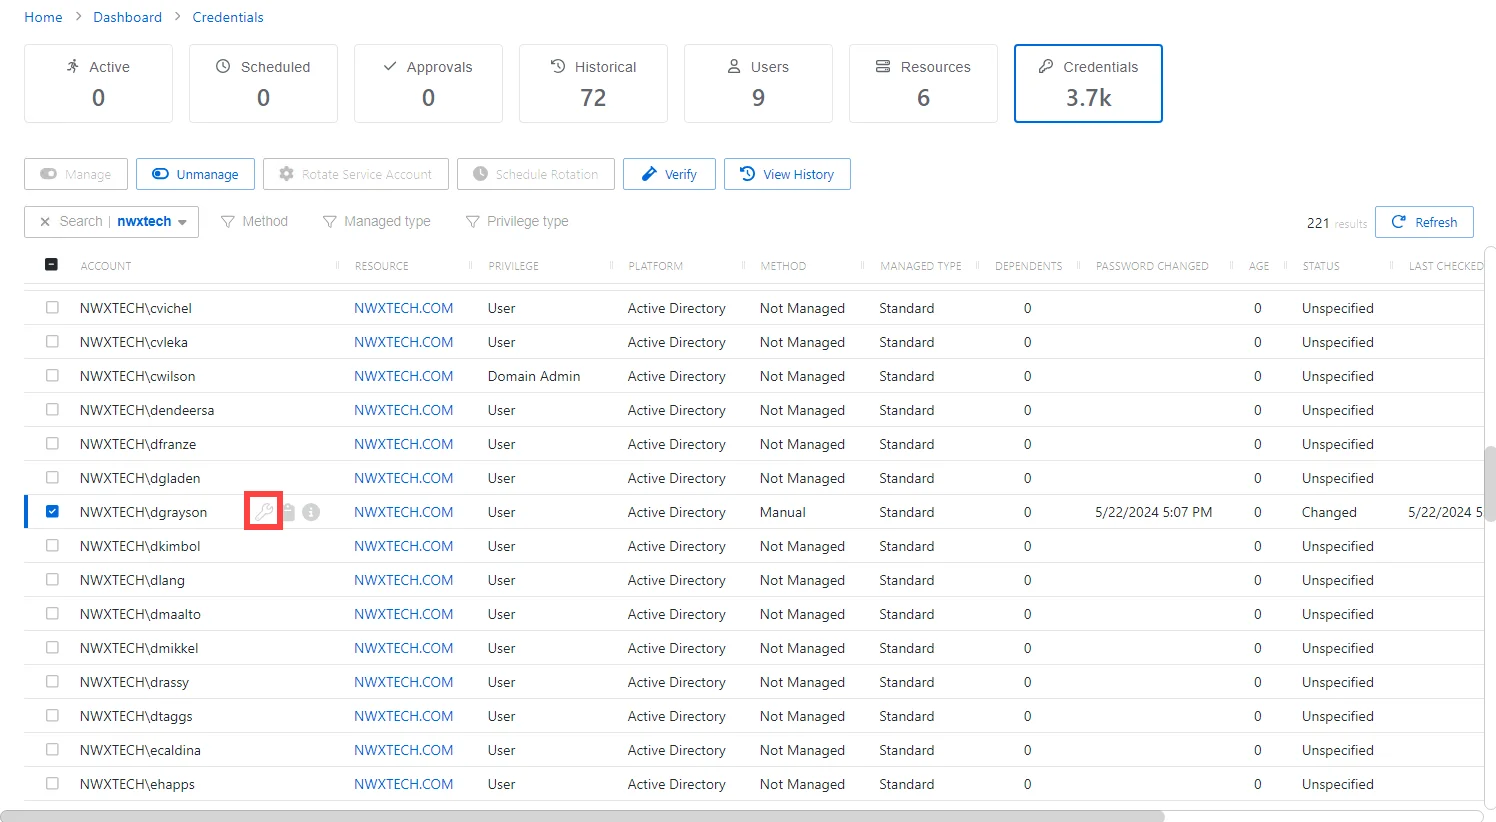 Home > Dashboard > Credentials
Active Scheduled Approvals Historical Users Resources Credentials
0 0 0 72 9 6 3.7k
Manage Unmanage Rotate Service Account Schedule Rotation Verify View History
Search | nwxtech Method Managed type Privilege type 221 results Refresh
ACCOUNT RESOURCE PRIVILEGE PLATFORM METHOD MANAGED TYPE DEPENDENTS PASSWORD CHANGED AGE STATUS LAST CHECKED
NWXTECH\cvichel NWXTECH.COM User Active Directory Not Managed Standard 0 0 Unspecified
NWXTECH\cvleka NWXTECH.COM User Active Directory Not Managed Standard 0 0 Unspecified
NWXTECH\cwilson NWXTECH.COM Domain Admin Active Directory Not Managed Standard 0 0 Unspecified
NWXTECH\dendeersa NWXTECH.COM User Active Directory Not Managed Standard 0 0 Unspecified
NWXTECH\dfranze NWXTECH.COM User Active Directory Not Managed Standard 0 0 Unspecified
NWXTECH\dgladen NWXTECH.COM User Active Directory Not Managed Standard 0 0 Unspecified
NWXTECH\dgrayson NWXTECH.COM User Active Directory Manual Standard 0 5/22/2024 5:07 PM 0 Changed 5/22/2024 5
NWXTECH\dkimbol NWXTECH.COM User Active Directory Not Managed Standard 0 0 Unspecified
NWXTECH\dlang NWXTECH.COM User Active Directory Not Managed Standard 0 0 Unspecified
NWXTECH\dmaalto NWXTECH.COM User Active Directory Not Managed Standard 0 0 Unspecified
NWXTECH\dmikkel NWXTECH.COM User Active Directory Not Managed Standard 0 0 Unspecified
NWXTECH\drassy NWXTECH.COM User Active Directory Not Managed Standard 0 0 Unspecified
NWXTECH\dtaggs NWXTECH.COM User Active Directory Not Managed Standard 0 0 Unspecified
NWXTECH\ecaldina NWXTECH.COM User Active Directory Not Managed Standard 0 0 Unspecified
NWXTECH\ehapps NWXTECH.COM User Active Directory Not Managed Standard 0 0 Unspecified